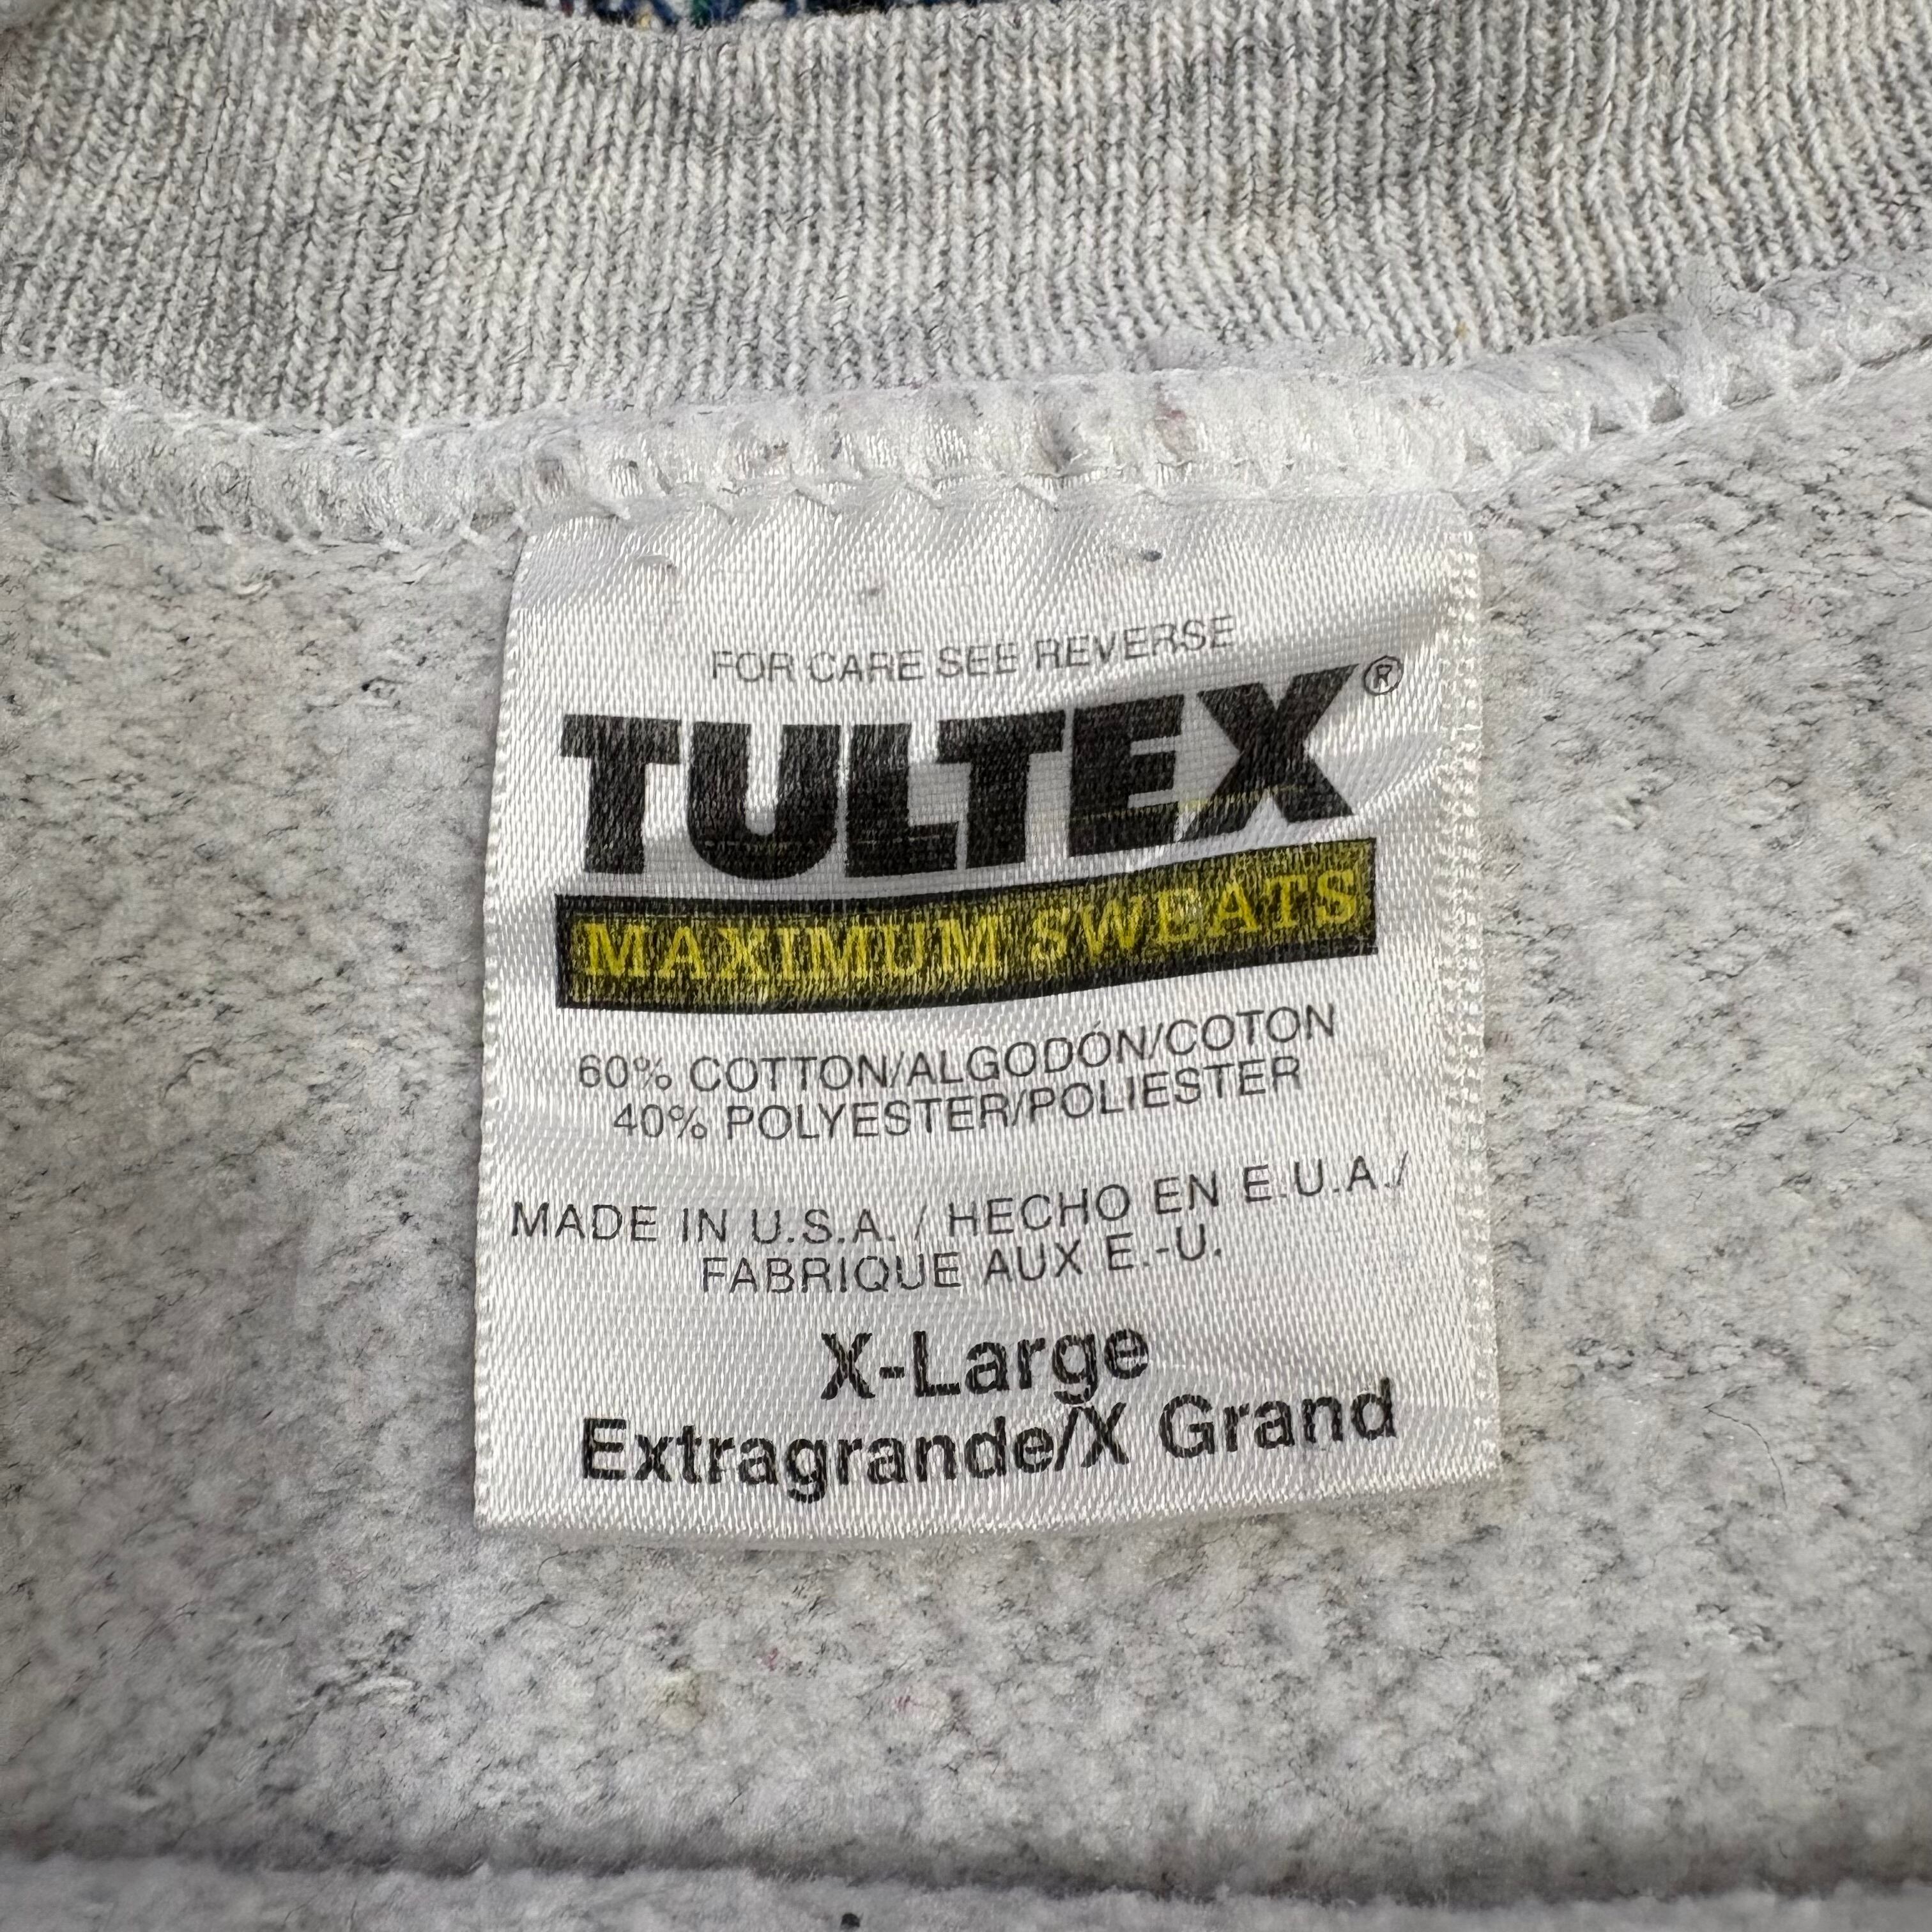 FOR CARE SEE REVERSE
TULTEX®
MAXIMUM SWEATS
60% COTTON/ALGODÓN/COTON
40% POLYESTER/POLIESTER
MADE IN U.S.A. / HECHO EN E.U.A./
FABRIQUE AUX E.-U.
X-Large
Extragrande/X Grand